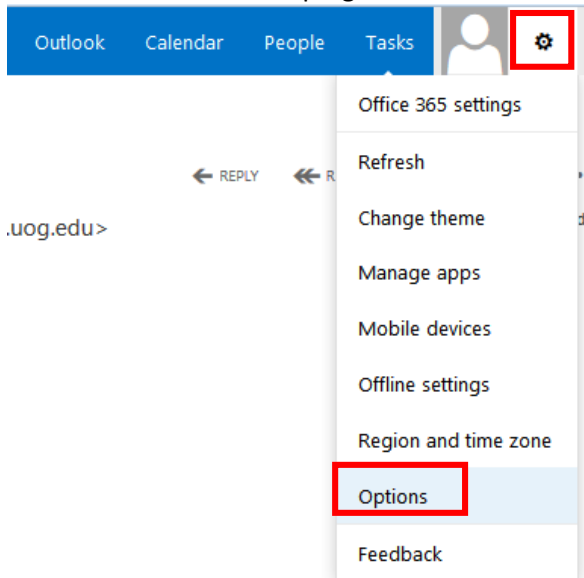 Outlook Calendar People Tasks
Office 365 settings
Refresh
REPLY R
Change theme
.uog.edu>
Manage apps
Mobile devices
Offline settings
Region and time zone
Options
Feedback